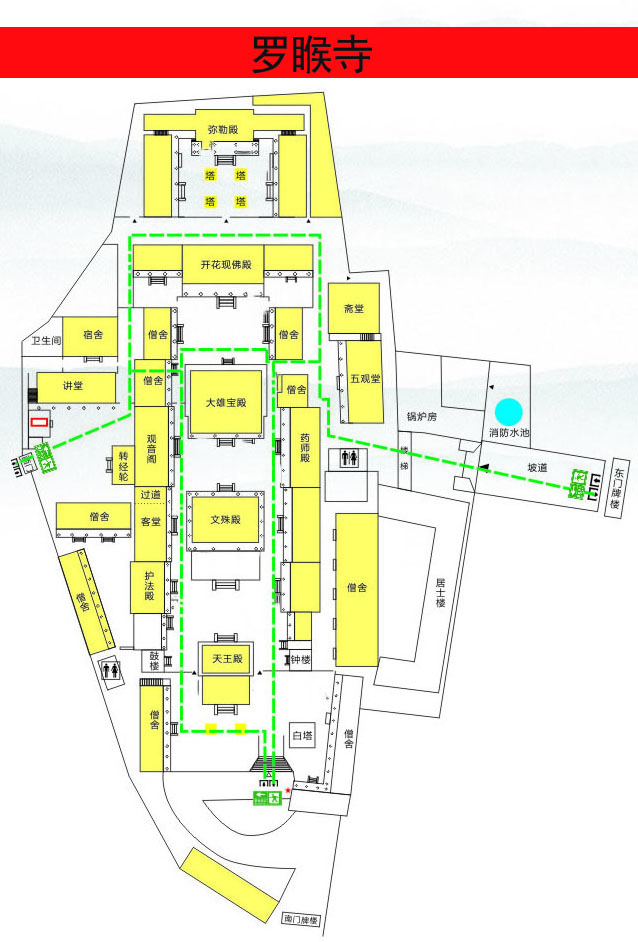 罗睺寺
弥勒殿
塔 塔
塔 塔
开花现佛殿
斋堂
卫生间
宿舍
僧舍
僧舍
讲堂
僧舍
大雄宝殿
僧舍
五观堂
锅炉房
消防水池
观音阁
药师殿
转经轮
楼梯
坡道
东门牌楼
过道
僧舍
客堂
文殊殿
僧舍
护法殿
僧舍
居士楼
鼓楼
天王殿
钟楼
僧舍
白塔
僧舍
南门牌楼